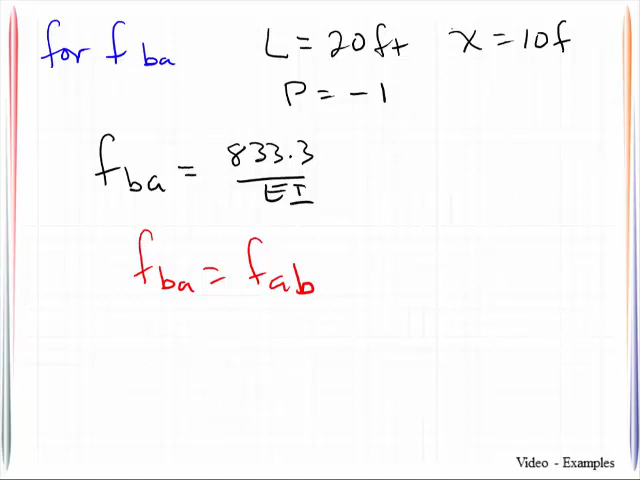 for f ba L = 20ft x = 10f
P = -1
f ba = 833.3 / EI
f ba = f ab
Video - Examples